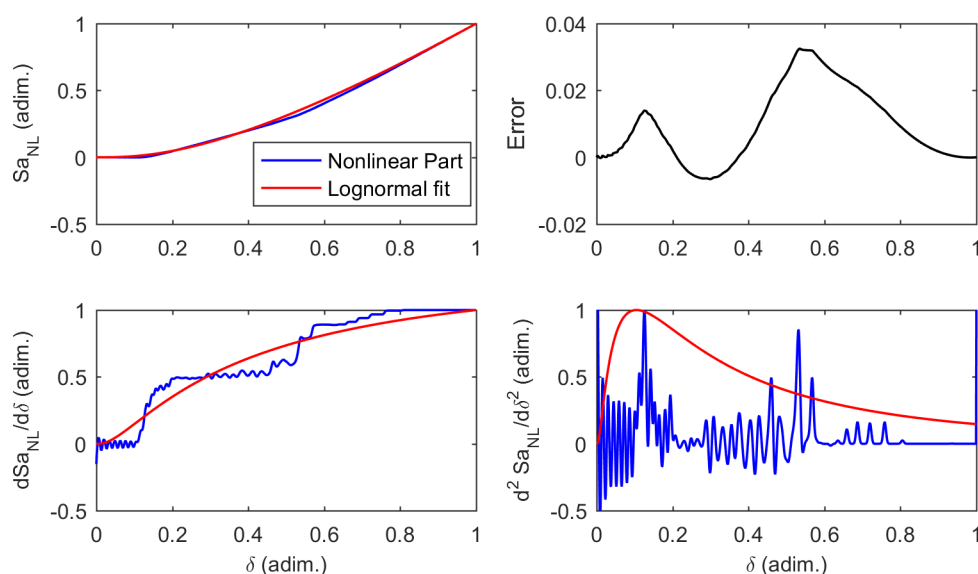 1
0.5
0
-0.5
Sa_NL (adim.)
Nonlinear Part
Lognormal fit
0 0.2 0.4 0.6 0.8 1
0.04
0.02
0
-0.02
Error
0 0.2 0.4 0.6 0.8 1
1
0.5
0
-0.5
dSa_NL/dδ (adim.)
0 0.2 0.4 0.6 0.8 1
δ (adim.)
1
0.5
0
-0.5
d² Sa_NL/dδ² (adim.)
0 0.2 0.4 0.6 0.8 1
δ (adim.)